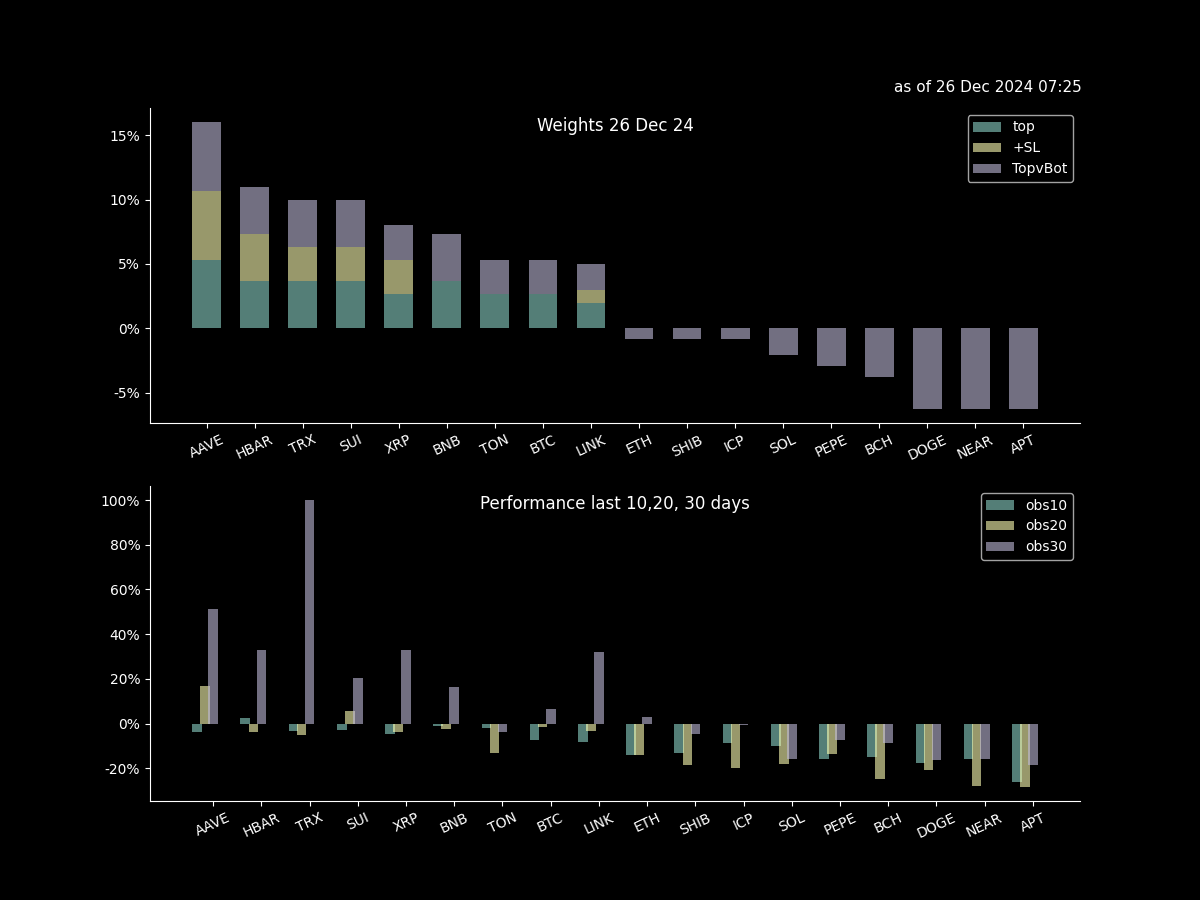 as of 26 Dec 2024 07:25
Weights 26 Dec 24
top
+SL
TopvBot
15%
10%
5%
0%
-5%
AAVE HBAR TRX SUI XRP BNB TON BTC LINK ETH SHIB ICP SOL PEPE BCH DOGE NEAR APT
Performance last 10,20, 30 days
obs10
obs20
obs30
100%
80%
60%
40%
20%
0%
-20%
AAVE HBAR TRX SUI XRP BNB TON BTC LINK ETH SHIB ICP SOL PEPE BCH DOGE NEAR APT